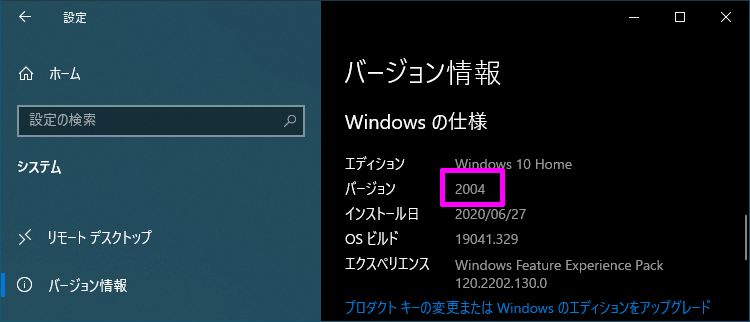 設定
ホーム
設定の検索
システム
リモート デスクトップ
バージョン情報
バージョン情報
Windows の仕様
エディション Windows 10 Home
バージョン 2004
インストール日 2020/06/27
OS ビルド 19041.329
エクスペリエンス Windows Feature Experience Pack
120.2202.130.0
プロダクト キーの変更または Windows のエディションをアップグレード